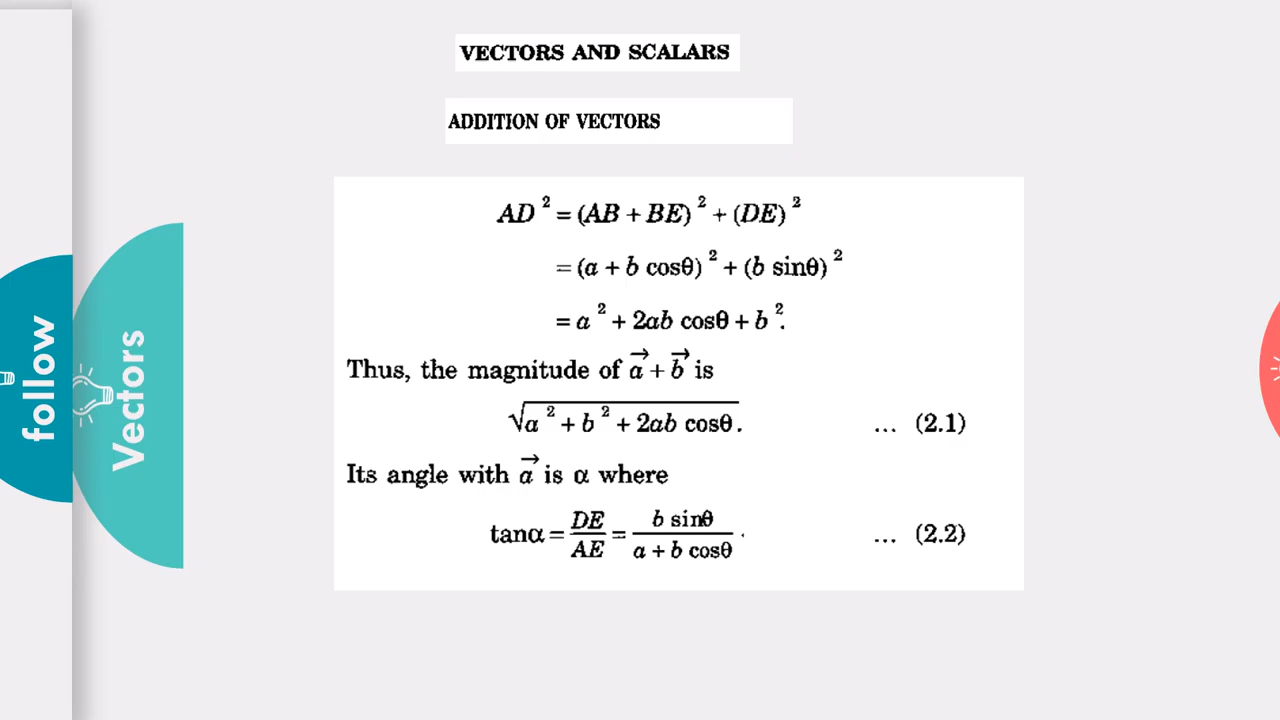 VECTORS AND SCALARS
ADDITION OF VECTORS
AD² = (AB + BE)² + (DE)²
= (a + b cosθ)² + (b sinθ)²
= a² + 2ab cosθ + b².
Thus, the magnitude of a⃗ + b⃗ is
√(a² + b² + 2ab cosθ). ... (2.1)
Its angle with a⃗ is α where
tanα = DE/AE = b sinθ/(a + b cosθ) · ... (2.2)
follow
Vectors